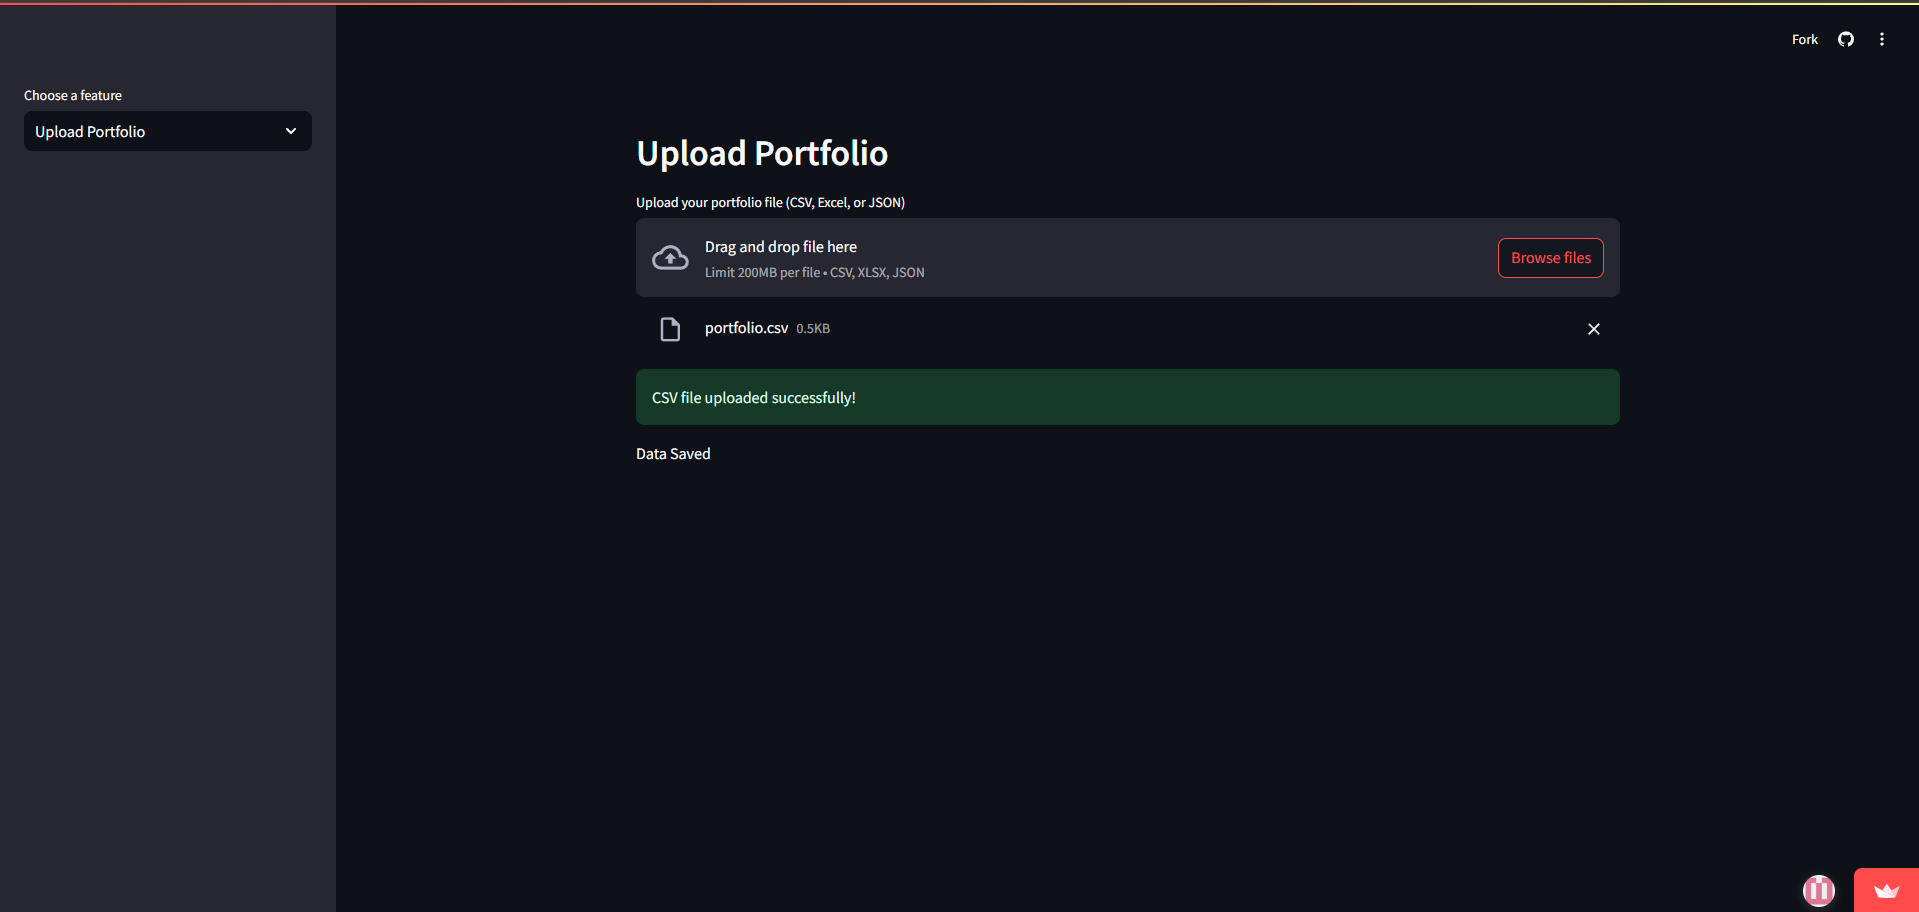 Fork
Choose a feature
Upload Portfolio
Upload Portfolio
Upload your portfolio file (CSV, Excel, or JSON)
Drag and drop file here
Limit 200MB per file • CSV, XLSX, JSON
Browse files
portfolio.csv 0.5KB
CSV file uploaded successfully!
Data Saved